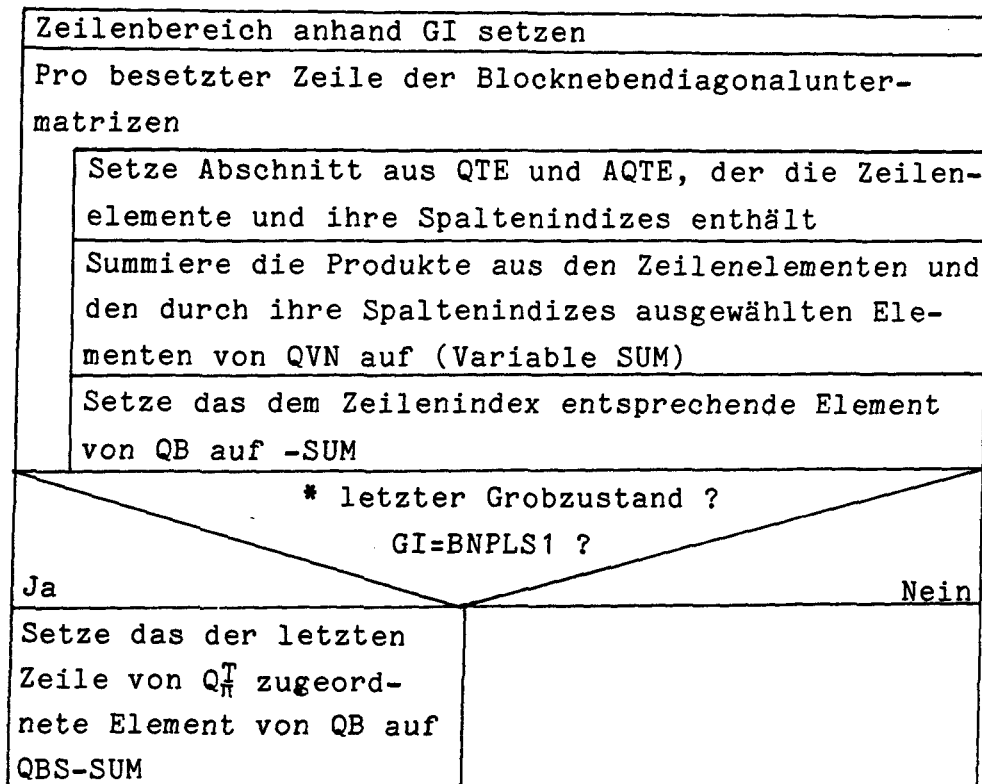 Zeilenbereich anhand GI setzen
Pro besetzter Zeile der Blocknebendiagonalunter-
matrizen
Setze Abschnitt aus QTE und AQTE, der die Zeilen-
elemente und ihre Spaltenindizes enthält
Summiere die Produkte aus den Zeilenelementen und
den durch ihre Spaltenindizes ausgewählten Ele-
menten von QVN auf (Variable SUM)
Setze das dem Zeilenindex entsprechende Element
von QB auf -SUM
* letzter Grobzustand ?
GI=BNPLS1 ?
Ja Nein
Setze das der letzten
Zeile von Qπ^T zugeord-
nete Element von QB auf
QBS-SUM